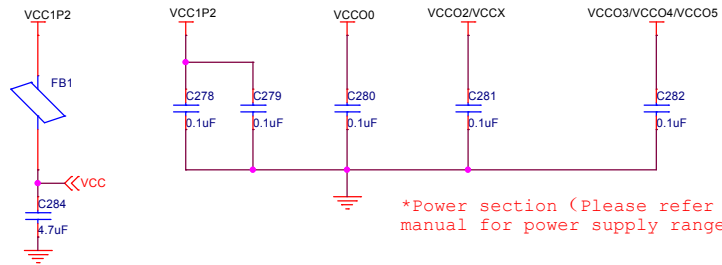 VCC1P2 VCC1P2 VCCO0 VCCO2/VCCX VCCO3/VCCO4/VCCO5
FB1
C278 C279 C280 C281 C282
0.1uF 0.1uF 0.1uF 0.1uF 0.1uF
VCC
C284
4.7uF
*Power section (Please refer
manual for power supply range